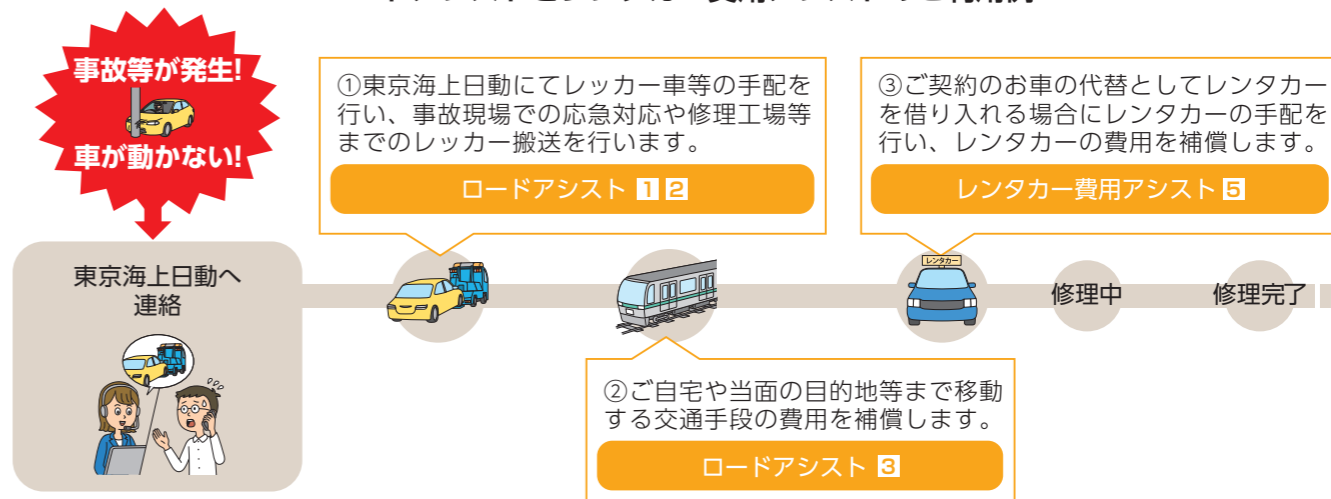 事故等が発生!
車が動かない!
東京海上日動へ
連絡
①東京海上日動にてレッカー車等の手配を
行い、事故現場での応急対応や修理工場等
までのレッカー搬送を行います。
ロードアシスト 1 2
②ご自宅や当面の目的地等まで移動
する交通手段の費用を補償します。
ロードアシスト 3
③ご契約のお車の代替としてレンタカー
を借り入れる場合にレンタカーの手配を
行い、レンタカーの費用を補償します。
レンタカー費用アシスト 5
レンタカー
修理中
修理完了